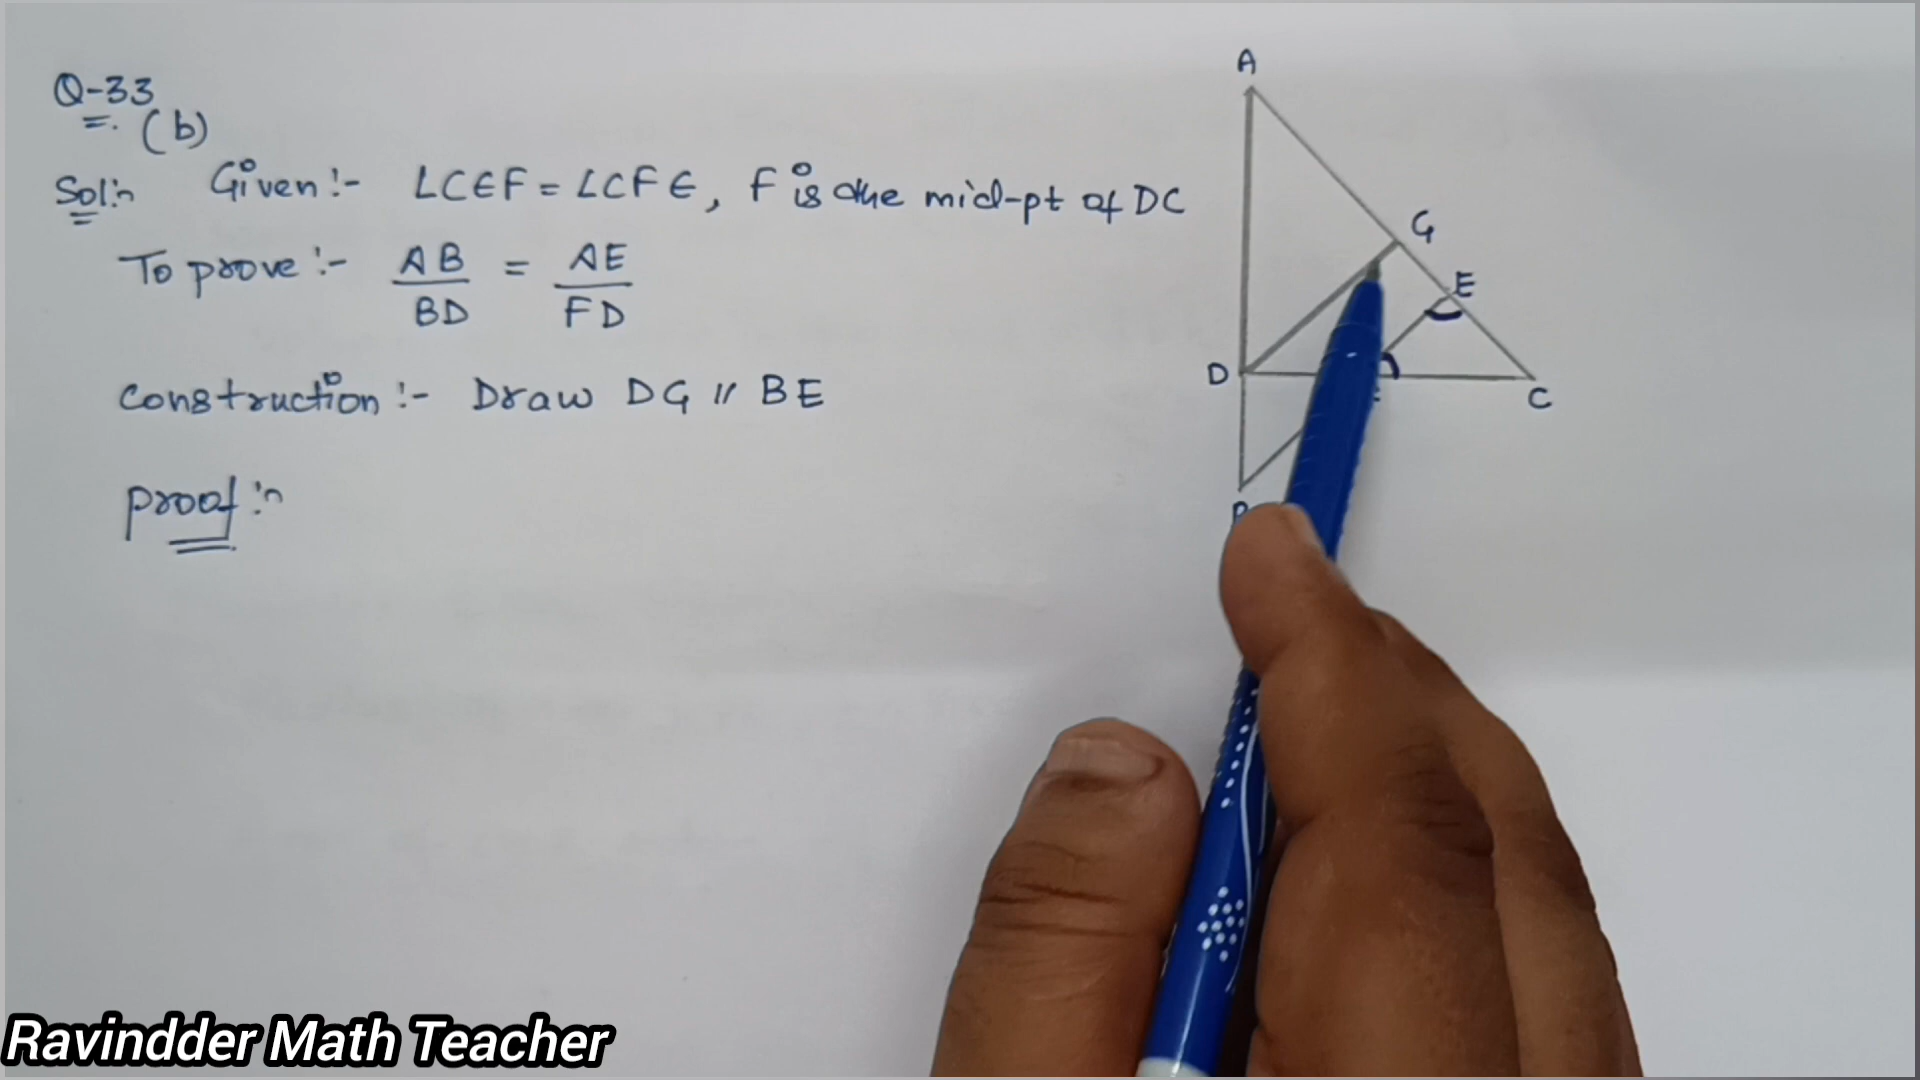 Q-33
(b)
Sol:n Given:- ∠CEF = ∠CFE, F is the mid-pt of DC
To prove:- AB/BD = AE/FD
Construction:- Draw DG || BE
Proof:n
A
G
E
D
C
Ravindder Math Teacher